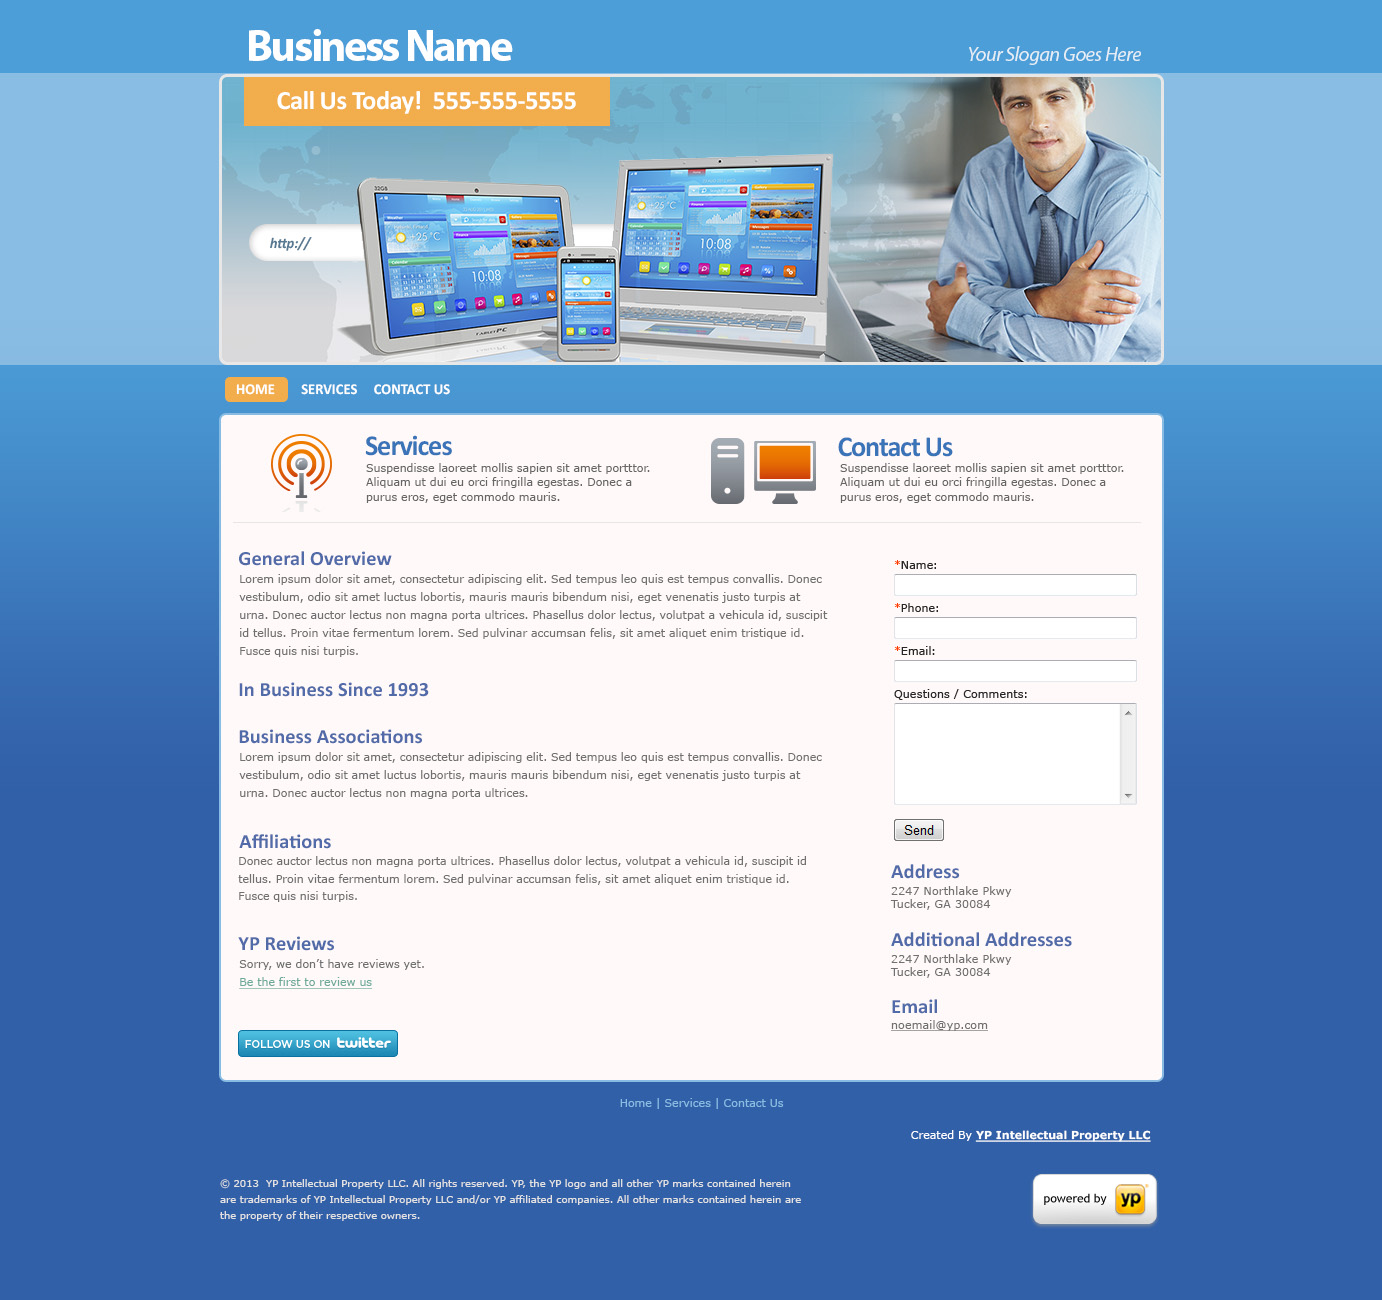 Business Name
Your Slogan Goes Here
Call Us Today!  555-555-5555
http://
32GB
+25°C
10:08
TABLET PC
+25°C
10:08
HOME
SERVICES
CONTACT US
Services
Suspendisse laoreet mollis sapien sit amet portttor.
Aliquam ut dui eu orci fringilla egestas. Donec a
purus eros, eget commodo mauris.
Contact Us
Suspendisse laoreet mollis sapien sit amet portttor.
Aliquam ut dui eu orci fringilla egestas. Donec a
purus eros, eget commodo mauris.
General Overview
Lorem ipsum dolor sit amet, consectetur adipiscing elit. Sed tempus leo quis est tempus convallis. Donec
vestibulum, odio sit amet luctus lobortis, mauris mauris bibendum nisi, eget venenatis justo turpis at
urna. Donec auctor lectus non magna porta ultrices. Phasellus dolor lectus, volutpat a vehicula id, suscipit
id tellus. Proin vitae fermentum lorem. Sed pulvinar accumsan felis, sit amet aliquet enim tristique id.
Fusce quis nisi turpis.
In Business Since 1993
Business Associations
Lorem ipsum dolor sit amet, consectetur adipiscing elit. Sed tempus leo quis est tempus convallis. Donec
vestibulum, odio sit amet luctus lobortis, mauris mauris bibendum nisi, eget venenatis justo turpis at
urna. Donec auctor lectus non magna porta ultrices.
Affiliations
Donec auctor lectus non magna porta ultrices. Phasellus dolor lectus, volutpat a vehicula id, suscipit id
tellus. Proin vitae fermentum lorem. Sed pulvinar accumsan felis, sit amet aliquet enim tristique id.
Fusce quis nisi turpis.
YP Reviews
Sorry, we don't have reviews yet.
Be the first to review us
FOLLOW US ON twitter
*Name:
*Phone:
*Email:
Questions / Comments:
Send
Address
2247 Northlake Pkwy
Tucker, GA 30084
Additional Addresses
2247 Northlake Pkwy
Tucker, GA 30084
Email
noemail@yp.com
Home | Services | Contact Us
Created By YP Intellectual Property LLC
© 2013  YP Intellectual Property LLC. All rights reserved. YP, the YP logo and all other YP marks contained herein
are trademarks of YP Intellectual Property LLC and/or YP affiliated companies. All other marks contained herein are
the property of their respective owners.
powered by yp